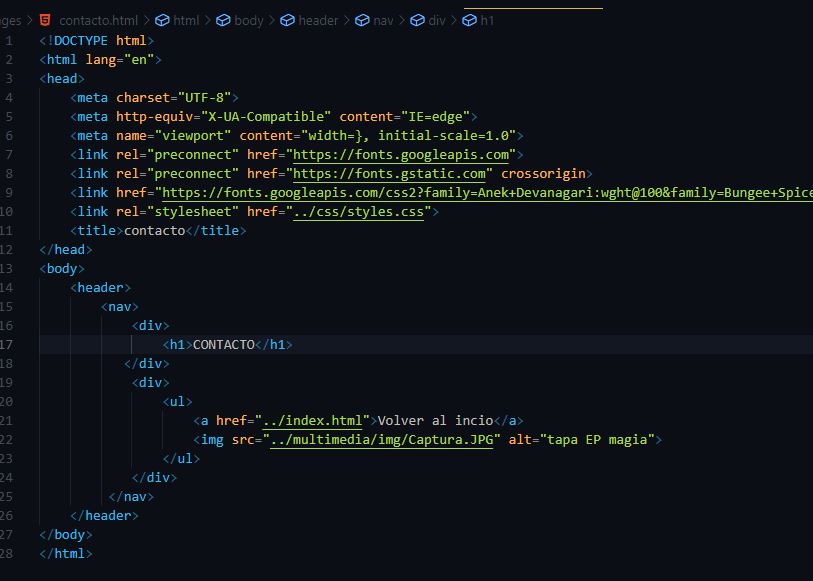 ges > contacto.html > html > body > header > nav > div > h1
1 <!DOCTYPE html>
2 <html lang="en">
3 <head>
4 <meta charset="UTF-8">
5 <meta http-equiv="X-UA-Compatible" content="IE=edge">
6 <meta name="viewport" content="width=}, initial-scale=1.0">
7 <link rel="preconnect" href="https://fonts.googleapis.com">
8 <link rel="preconnect" href="https://fonts.gstatic.com" crossorigin>
9 <link href="https://fonts.googleapis.com/css2?family=Anek+Devanagari:wght@100&family=Bungee+Spice
10 <link rel="stylesheet" href="../css/styles.css">
11 <title>contacto</title>
12 </head>
13 <body>
14 <header>
15 <nav>
16 <div>
17 <h1>CONTACTO</h1>
18 </div>
19 <div>
20 <ul>
21 <a href="../index.html">Volver al incio</a>
22 <img src="../multimedia/img/Captura.JPG" alt="tapa EP magia">
23 </ul>
24 </div>
25 </nav>
26 </header>
27 </body>
28 </html>